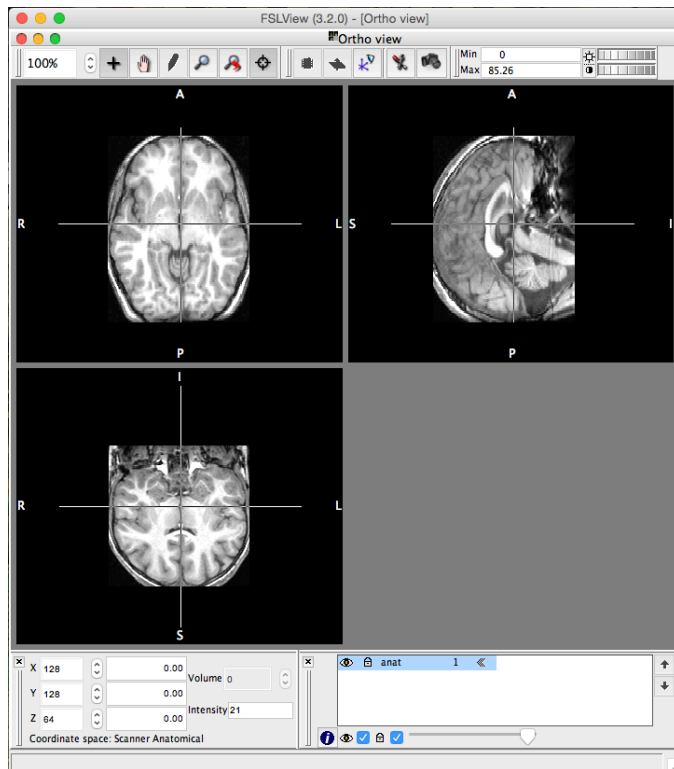 FSLView (3.2.0) - [Ortho view]
Ortho view
100%
Min 0
Max 85.26
A A
R L S I
P P
I
R L
S
X 128 0.00 Volume 0
Y 128 0.00
Z 64 0.00 Intensity 21
Coordinate space: Scanner Anatomical
anat 1